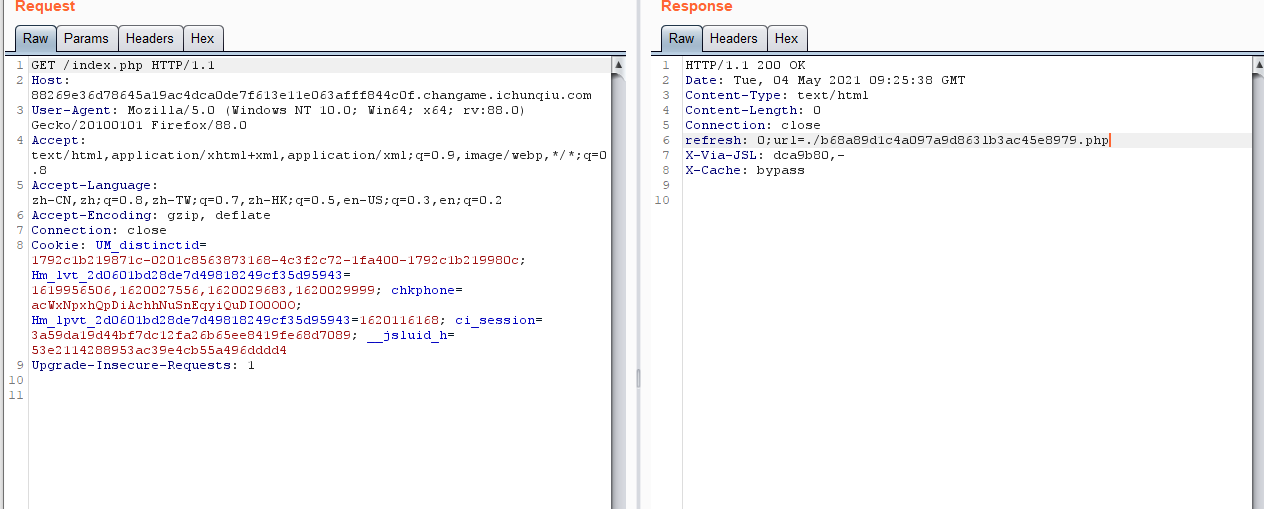 Request
Raw Params Headers Hex
1 GET /index.php HTTP/1.1
2 Host:
88269e36d78645a19ac4dca0de7f613e11e063afff844c0f.changame.ichunqiu.com
3 User-Agent: Mozilla/5.0 (Windows NT 10.0; Win64; x64; rv:88.0)
Gecko/20100101 Firefox/88.0
4 Accept:
text/html,application/xhtml+xml,application/xml;q=0.9,image/webp,*/*;q=0
.8
5 Accept-Language:
zh-CN,zh;q=0.8,zh-TW;q=0.7,zh-HK;q=0.5,en-US;q=0.3,en;q=0.2
6 Accept-Encoding: gzip, deflate
7 Connection: close
8 Cookie: UM_distinctid=
1792c1b219871c-0201c8563873168-4c3f2c72-1fa400-1792c1b219980c;
Hm_lvt_2d0601bd28de7d49818249cf35d95943=
1619956506,1620027556,1620029683,1620029999; chkphone=
acWxNpxhQpDiAchhNuSnEqyiQuDIO0O0O;
Hm_lpvt_2d0601bd28de7d49818249cf35d95943=1620116168; ci_session=
3a59da19d44bf7dc12fa26b65ee8419fe68d7089; __jsluid_h=
53e2114288953ac39e4cb55a496dddd4
9 Upgrade-Insecure-Requests: 1
10
11
Response
Raw Headers Hex
1 HTTP/1.1 200 OK
2 Date: Tue, 04 May 2021 09:25:38 GMT
3 Content-Type: text/html
4 Content-Length: 0
5 Connection: close
6 refresh: 0;url=./b68a89d1c4a097a9d8631b3ac45e8979.php
7 X-Via-JSL: dca9b80,-
8 X-Cache: bypass
9
10